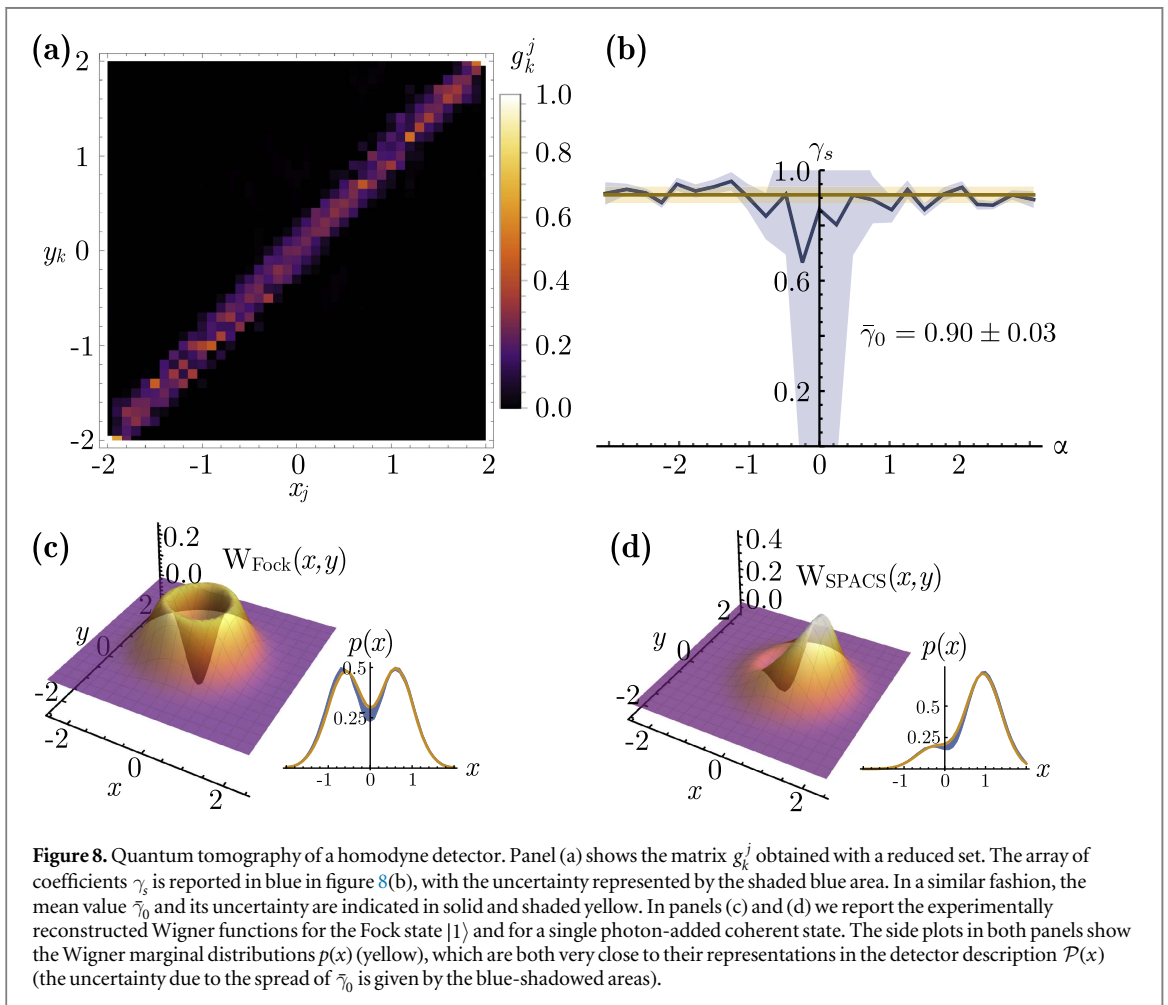 (a)
g_k^j
2
1
y_k 0
-1
-2
-2 -1 0 1 2
x_j
1.0
0.8
0.6
0.4
0.2
0.0
(b)
γ_s
1.0
0.6
γ̄_0 = 0.90 ± 0.03
0.2
-2 -1 0 1 2 α
(c)
0.2
0.0
W_Fock(x,y)
2
y 0
-2
-2
0
x
2
p(x)
0.5
0.25
-1 0 1 x
(d)
0.4
0.2
0.0
W_SPACS(x,y)
2
y 0
-2
-2
0
x
2
p(x)
0.5
0.25
-1 0 1 x
Figure 8. Quantum tomography of a homodyne detector. Panel (a) shows the matrix g_k^j obtained with a reduced set. The array of
coefficients γ_s is reported in blue in figure 8(b), with the uncertainty represented by the shaded blue area. In a similar fashion, the
mean value γ̄_0 and its uncertainty are indicated in solid and shaded yellow. In panels (c) and (d) we report the experimentally
reconstructed Wigner functions for the Fock state |1⟩ and for a single photon-added coherent state. The side plots in both panels show
the Wigner marginal distributions p(x) (yellow), which are both very close to their representations in the detector description 𝒫(x)
(the uncertainty due to the spread of γ̄_0 is given by the blue-shadowed areas).